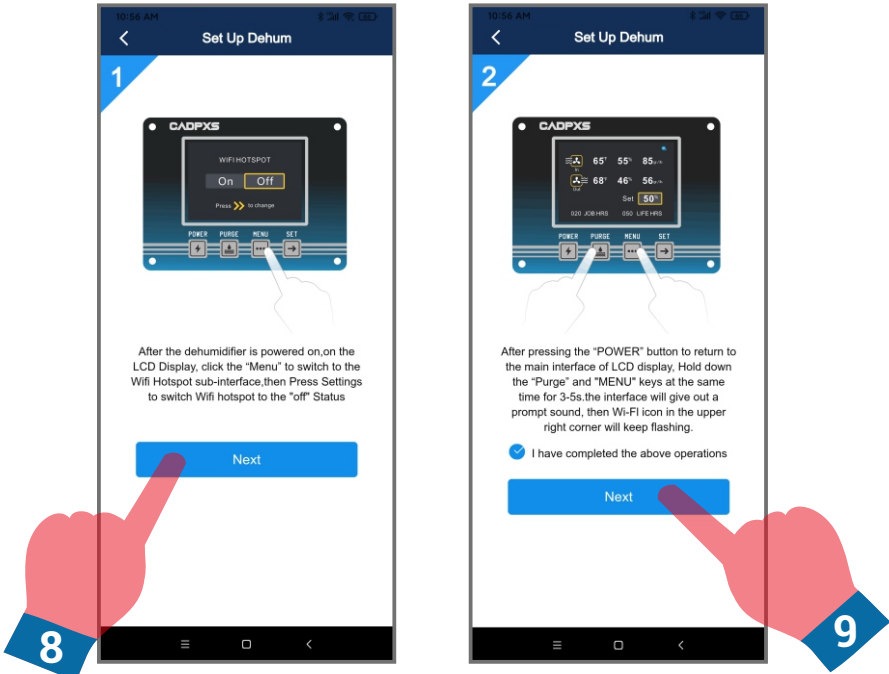 10:56 AM
Set Up Dehum
1
CADPXS
WIFI HOTSPOT
On Off
Press >> to change
POWER PURGE MENU SET
After the dehumidifier is powered on,on the
LCD Display, click the “Menu” to switch to the
Wifi Hotspot sub-interface,then Press Settings
to switch Wifi hotspot to the "off" Status
Next
8
10:56 AM
Set Up Dehum
2
CADPXS
65 55 85
In
68 46 56
Out
Set 50
020 JOB HRS 050 LIFE HRS
POWER PURGE MENU SET
After pressing the “POWER” button to return to
the main interface of LCD display, Hold down
the “Purge” and "MENU" keys at the same
time for 3-5s.the interface will give out a
prompt sound, then Wi-FI icon in the upper
right corner will keep flashing.
I have completed the above operations
Next
9